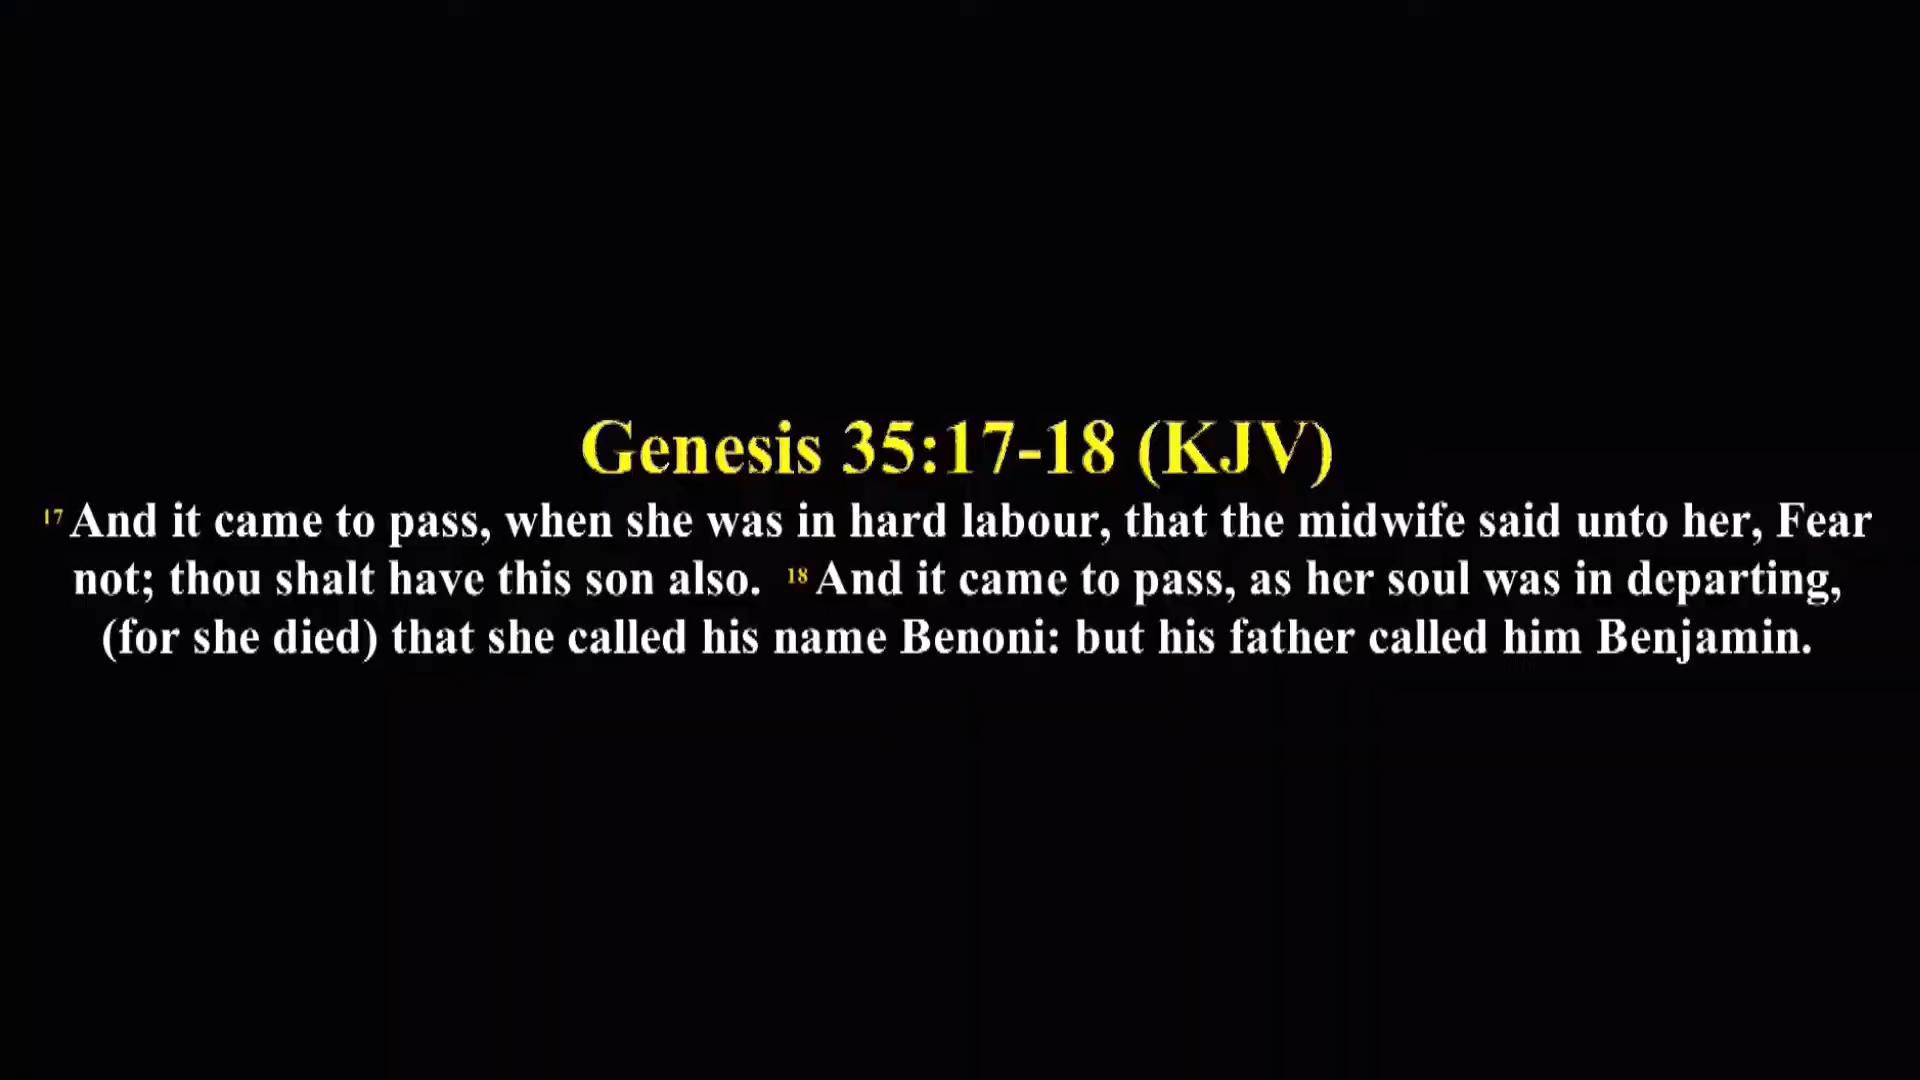 Genesis 35:17-18 (KJV)
17 And it came to pass, when she was in hard labour, that the midwife said unto her, Fear
not; thou shalt have this son also. 18 And it came to pass, as her soul was in departing,
(for she died) that she called his name Benoni: but his father called him Benjamin.